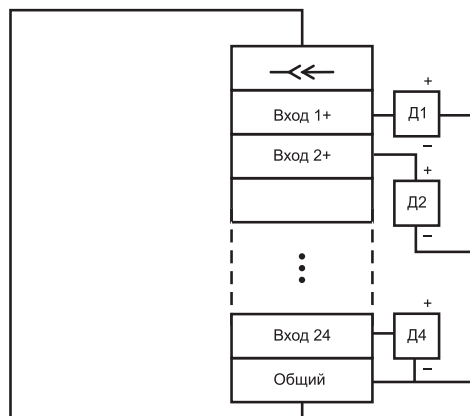 +
Вход 1+
Д1
−
Вход 2+
+
Д2
−
+
Вход 24
Д4
−
Общий